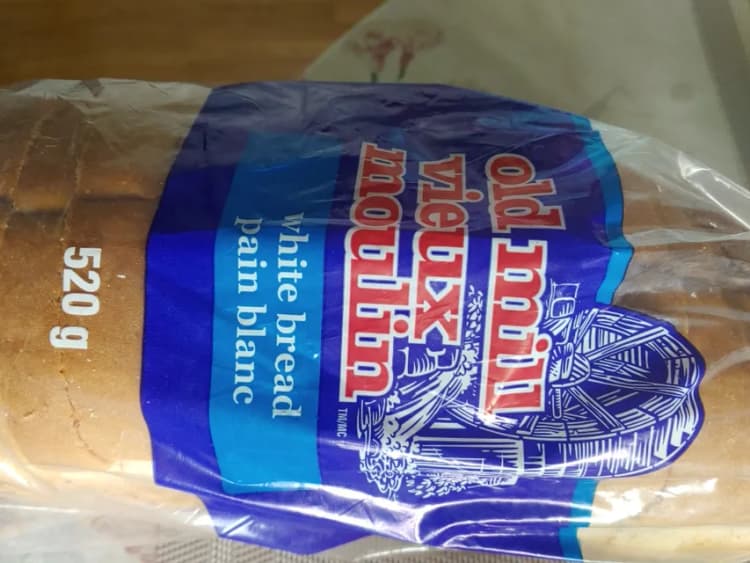 old mill
vieux
moulin
TM/MC
white bread
pain blanc
520 g